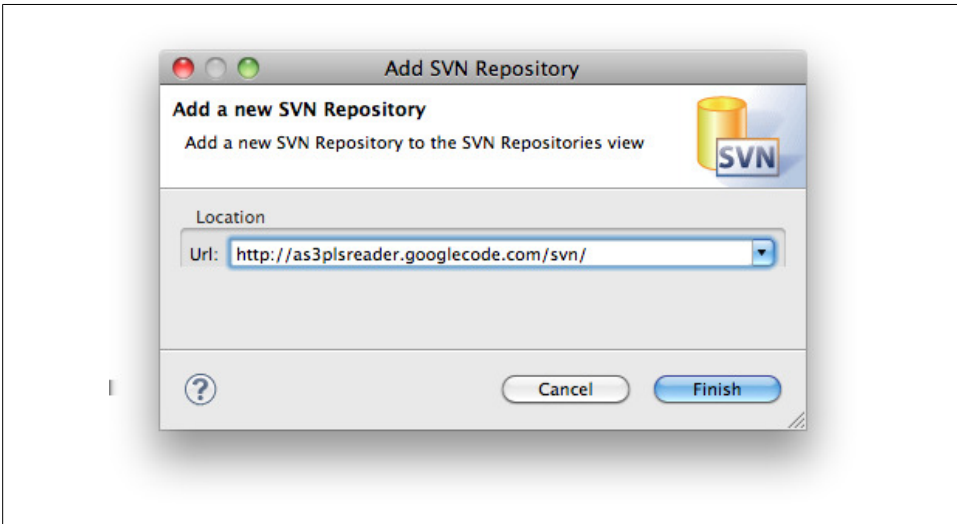 Add SVN Repository
Add a new SVN Repository
Add a new SVN Repository to the SVN Repositories view
SVN
Location
Url: http://as3plsreader.googlecode.com/svn/
?
Cancel Finish